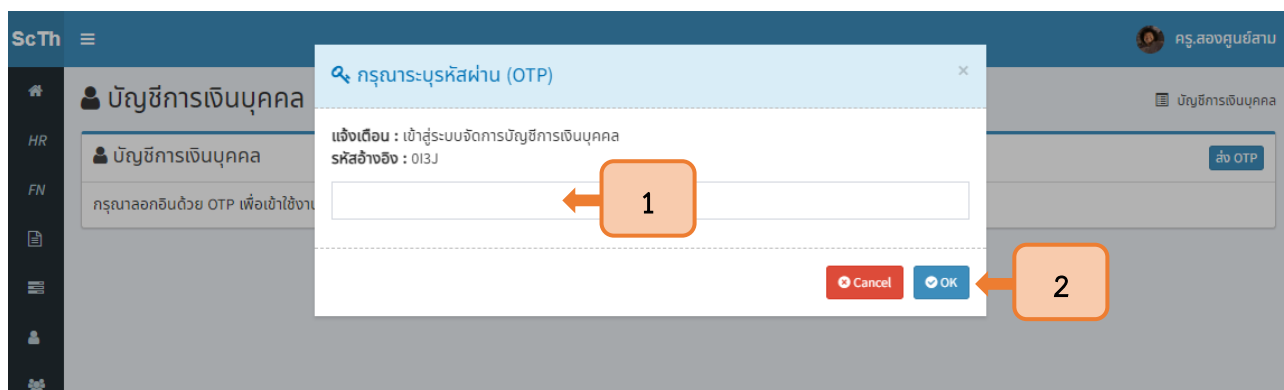 ScTh
ครู.สองศูนย์สาม
กรุณาระบุรหัสผ่าน (OTP)
×
บัญชีการเงินบุคคล
บัญชีการเงินบุคคล
HR
แจ้งเตือน : เข้าสู่ระบบจัดการบัญชีการเงินบุคคล
รหัสอ้างอิง : 0I3J
บัญชีการเงินบุคคล
ส่ง OTP
FN
กรุณาลอกอินด้วย OTP เพื่อเข้าใช้งาน
1
Cancel
OK
2